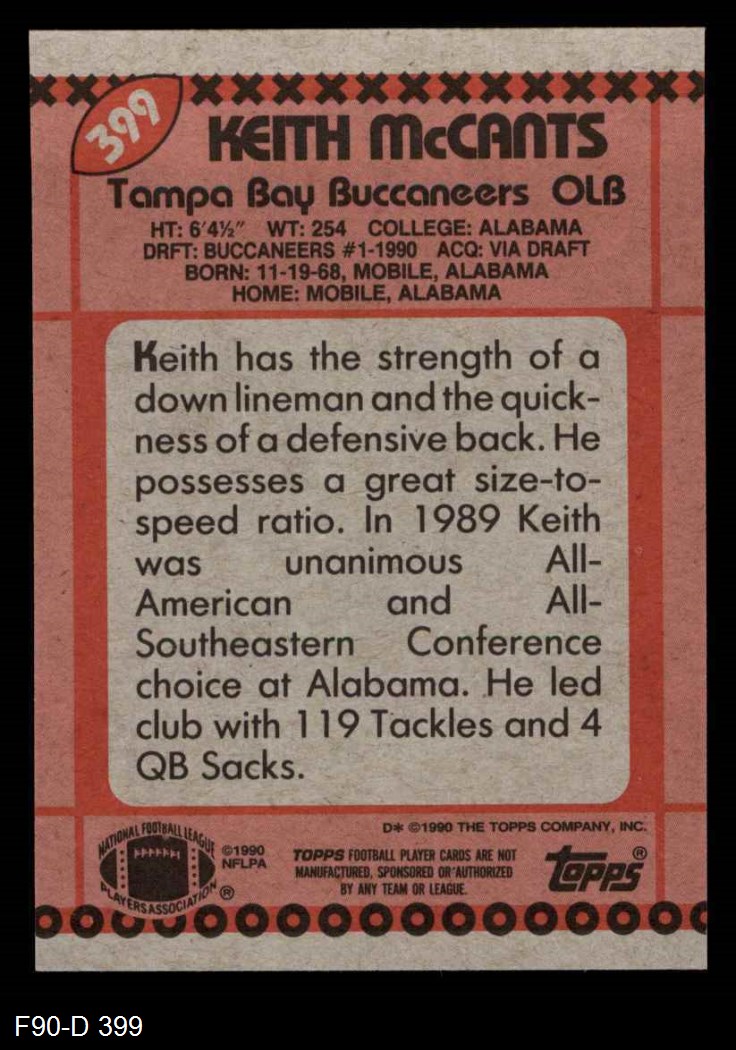 399
KEITH McCANTS
Tampa Bay Buccaneers OLB
HT: 6'4½" WT: 254 COLLEGE: ALABAMA
DRFT: BUCCANEERS #1-1990 ACQ: VIA DRAFT
BORN: 11-19-68, MOBILE, ALABAMA
HOME: MOBILE, ALABAMA
Keith has the strength of a
down lineman and the quick-
ness of a defensive back. He
possesses a great size-to-
speed ratio. In 1989 Keith
was unanimous All-
American and All-
Southeastern Conference
choice at Alabama. He led
club with 119 Tackles and 4
QB Sacks.
D* ©1990 THE TOPPS COMPANY, INC.
NATIONAL FOOTBALL LEAGUE
PLAYERS ASSOCIATION ®
©1990
NFLPA
TOPPS FOOTBALL PLAYER CARDS ARE NOT
MANUFACTURED, SPONSORED OR AUTHORIZED
BY ANY TEAM OR LEAGUE.
TOPPS®
F90-D 399